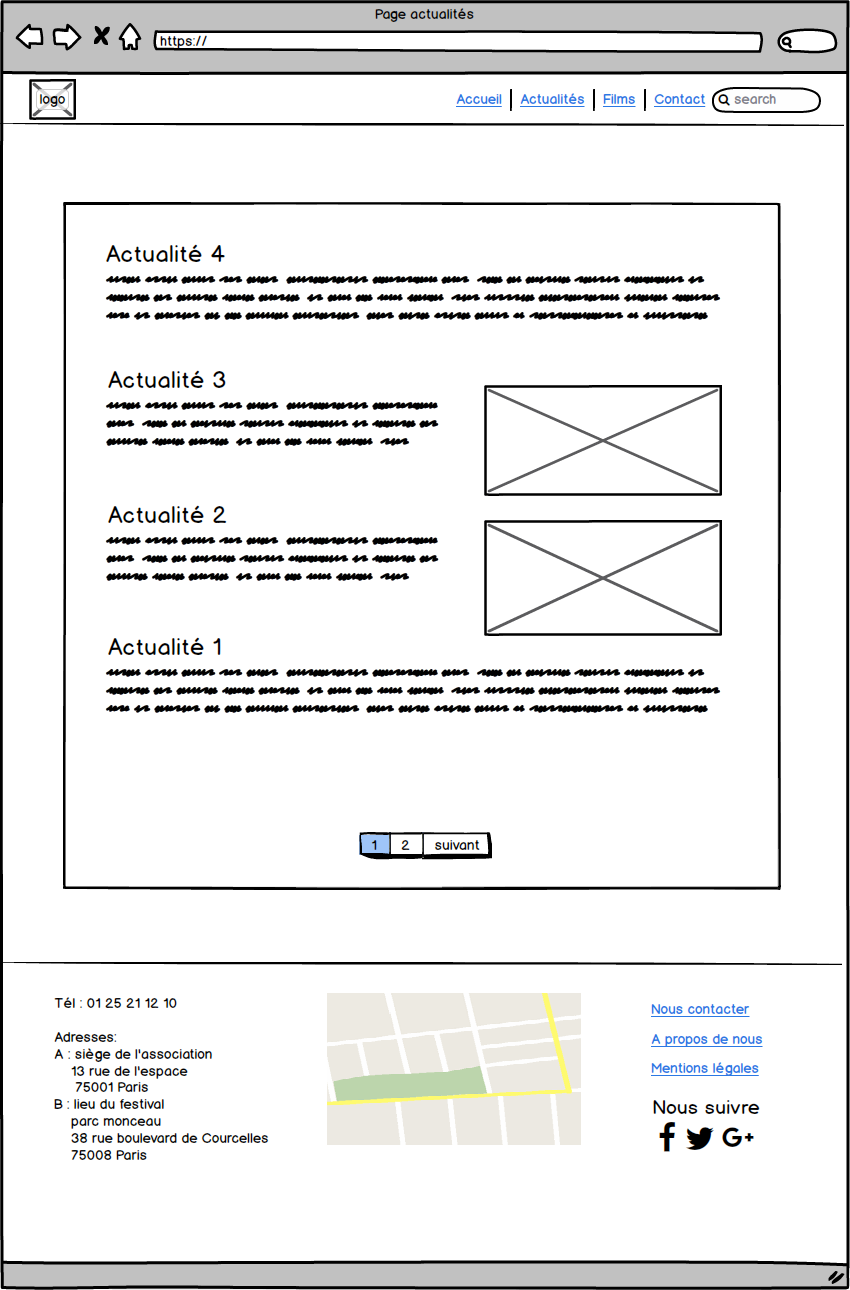 Page actualités
https://
logo
Accueil Actualités Films Contact search
Actualité 4
Actualité 3
Actualité 2
Actualité 1
1 2 suivant
Tél : 01 25 21 12 10
Adresses:
A : siège de l'association
13 rue de l'espace
75001 Paris
B : lieu du festival
parc monceau
38 rue boulevard de Courcelles
75008 Paris
Nous contacter
A propos de nous
Mentions légales
Nous suivre
G+